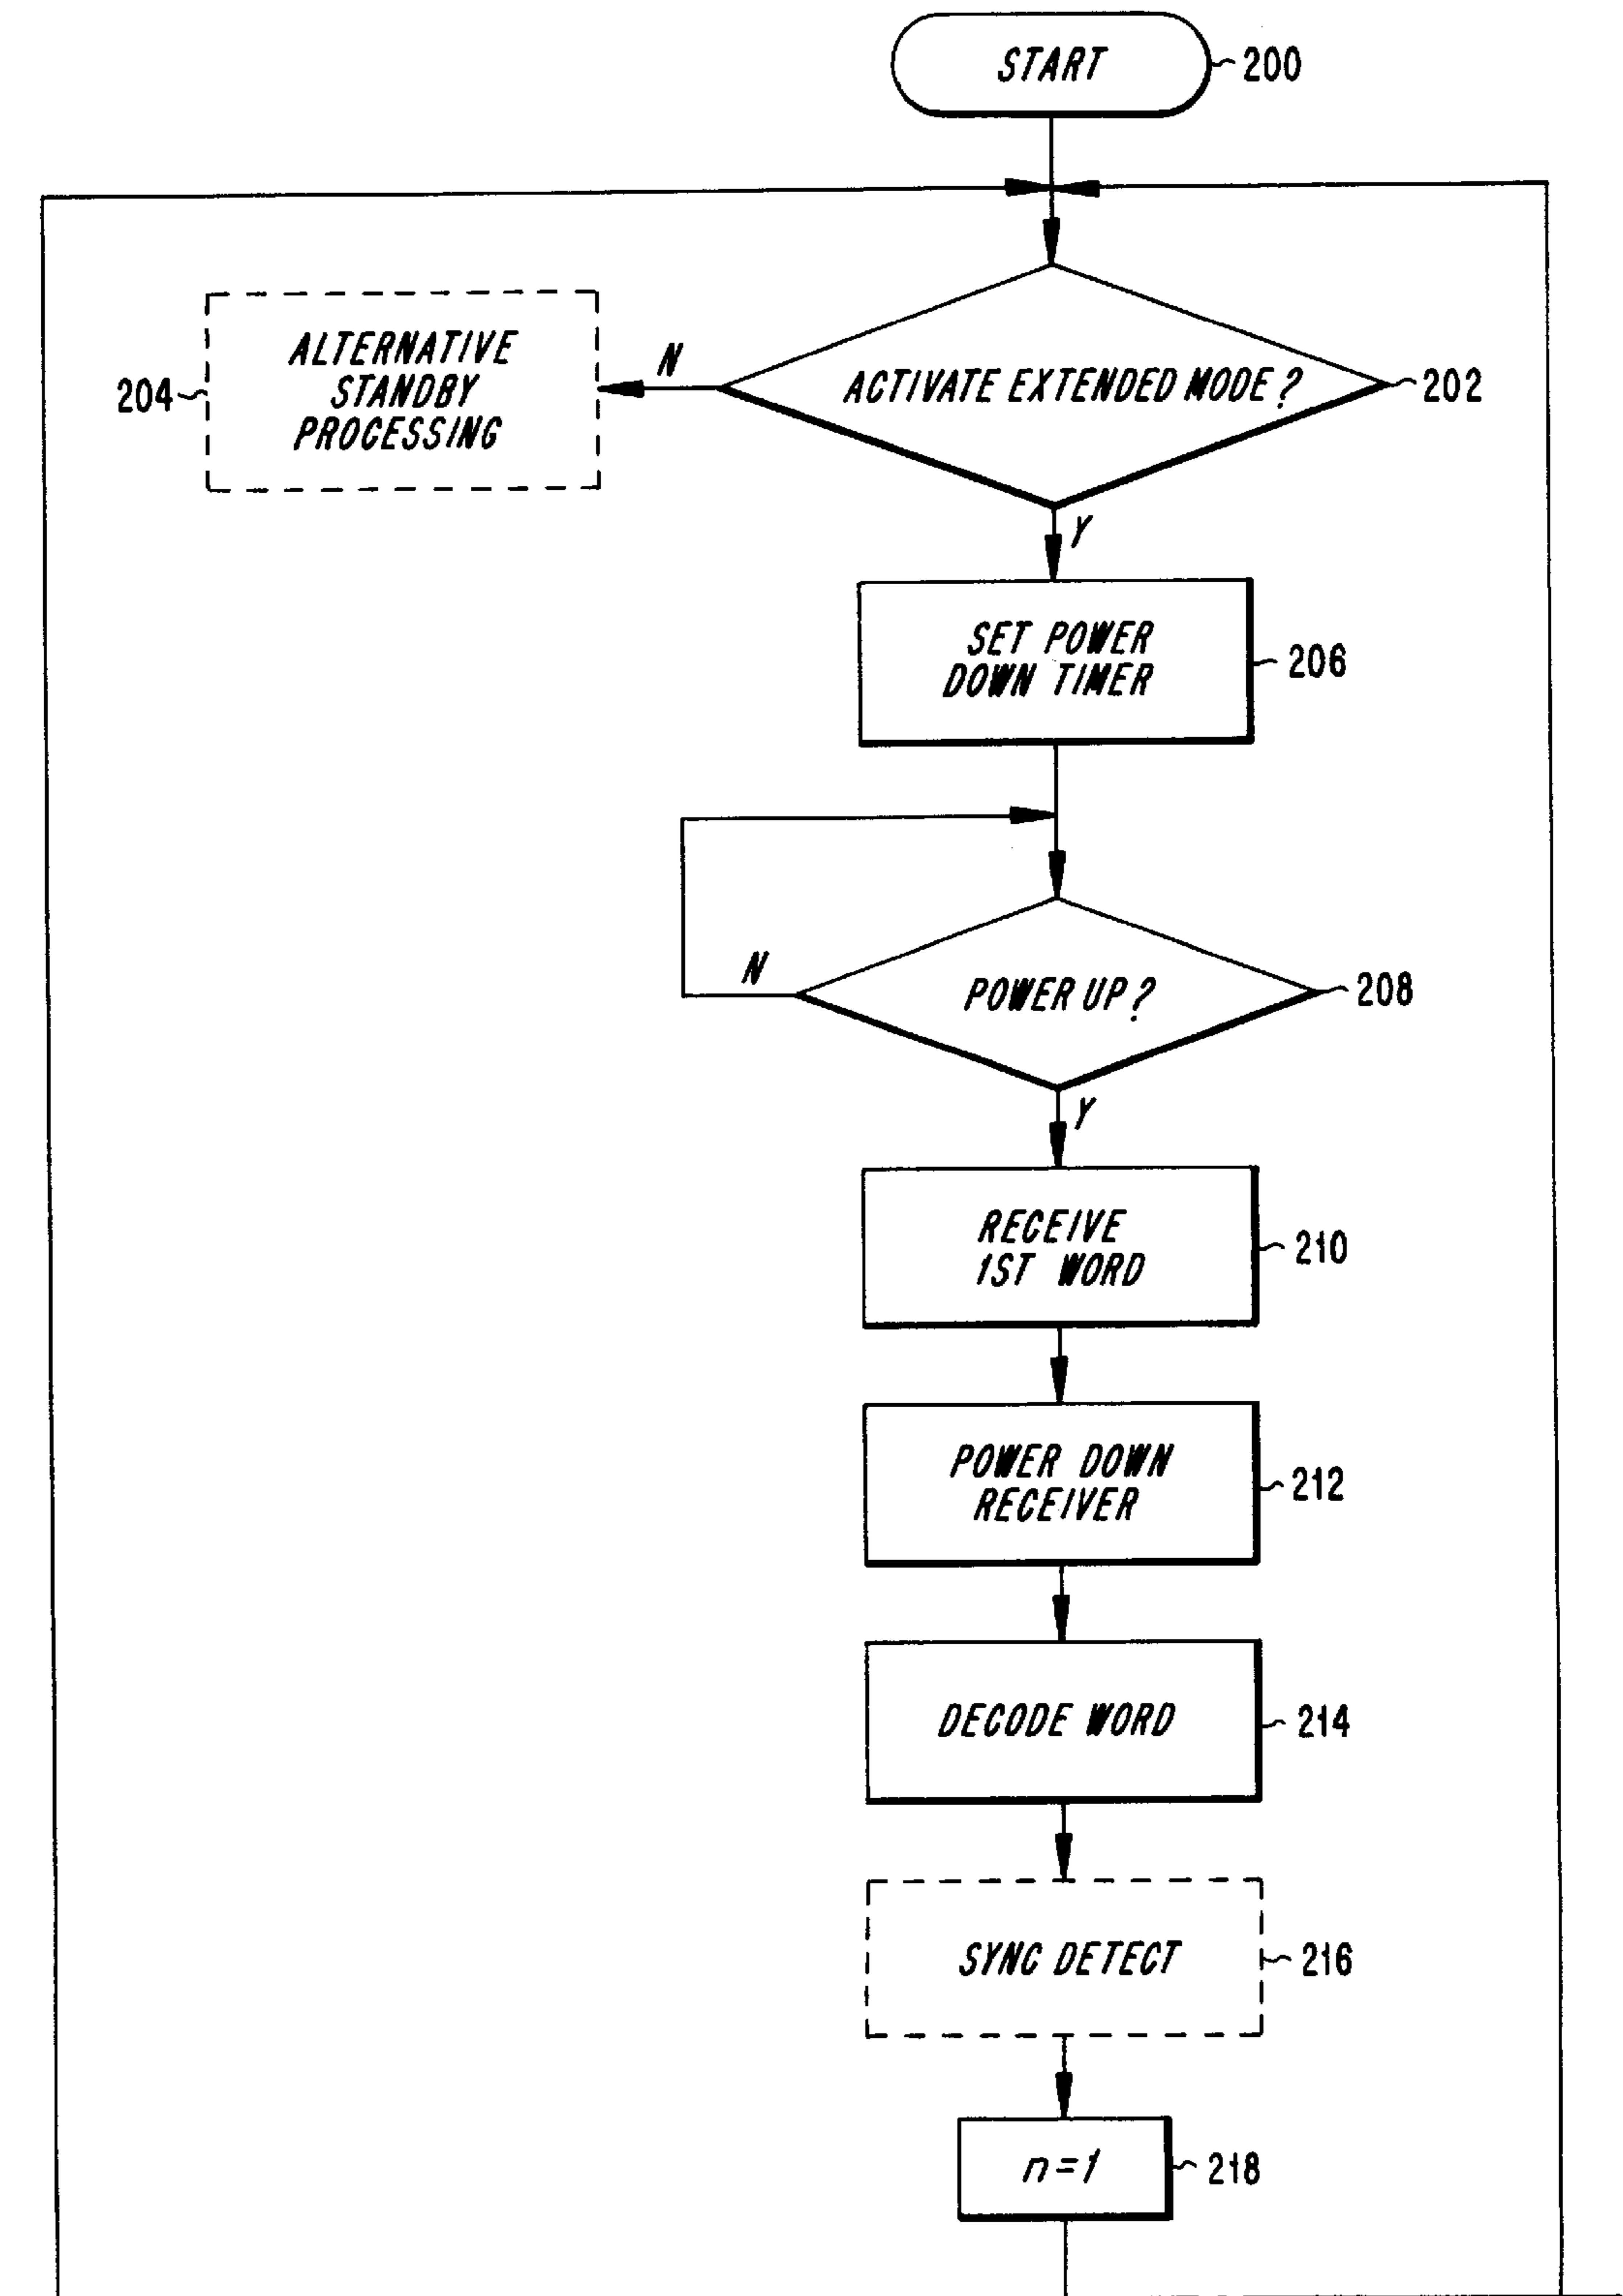 START
200
ALTERNATIVE
STANDBY
PROCESSING
204
N
ACTIVATE EXTENDED MODE?
202
Y
SET POWER
DOWN TIMER
206
N
POWER UP?
208
Y
RECEIVE
1ST WORD
210
POWER DOWN
RECEIVER
212
DECODE WORD
214
SYNC DETECT
216
n=1
218